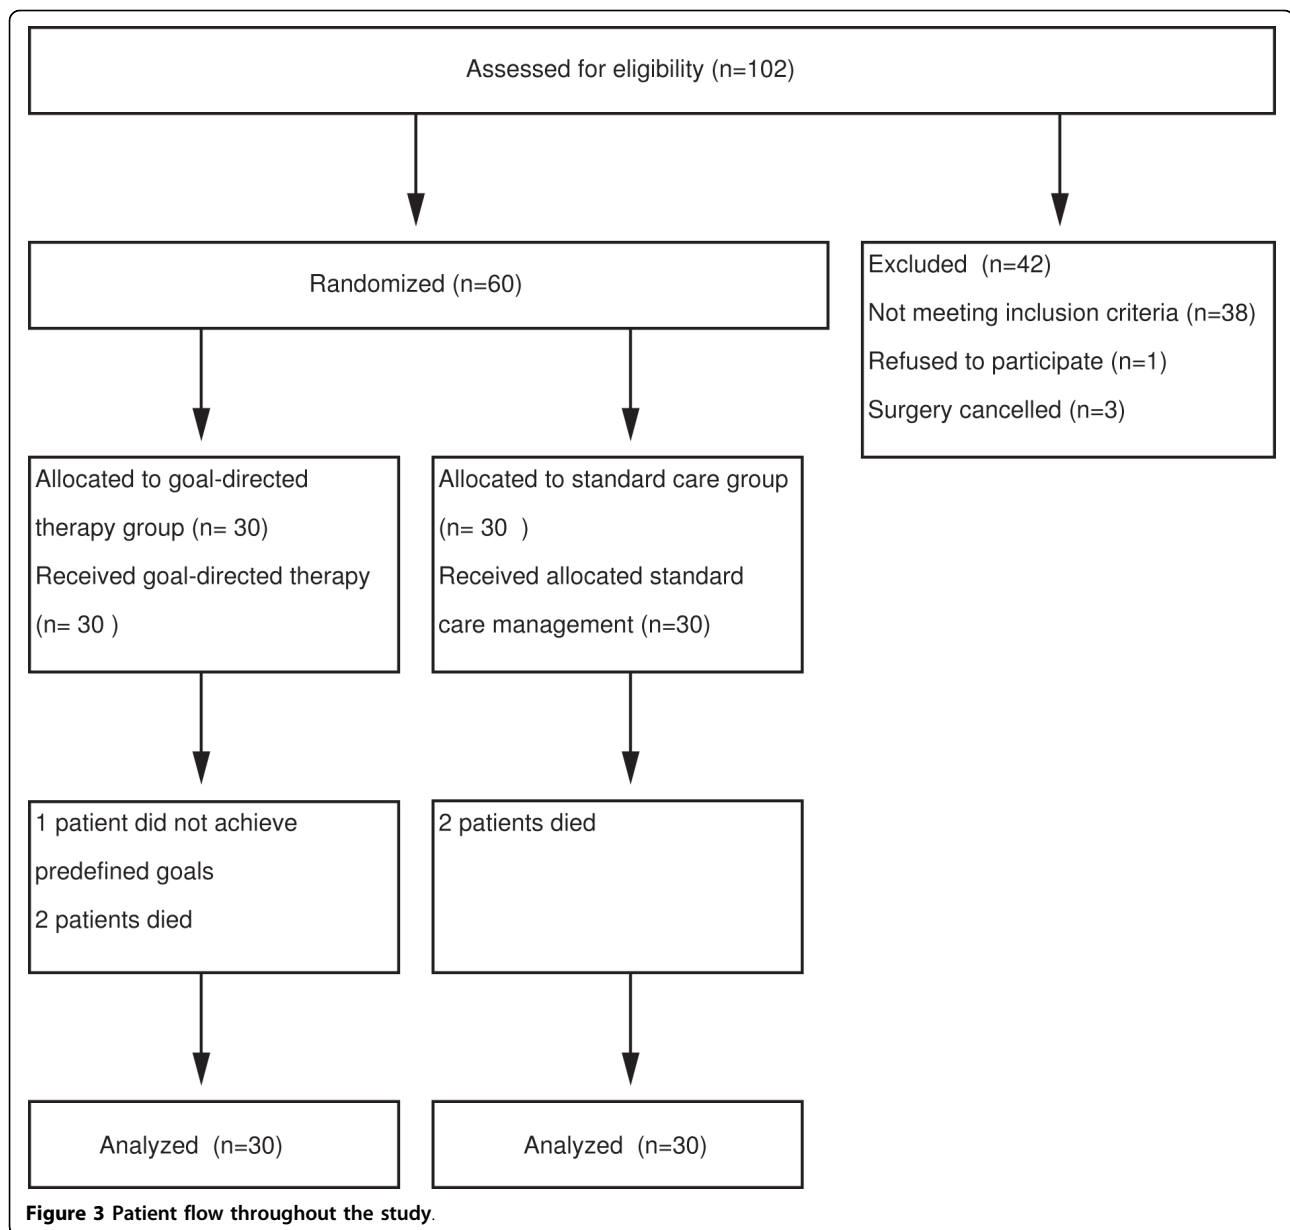 Assessed for eligibility (n=102)
Randomized (n=60)
Excluded  (n=42)
Not meeting inclusion criteria (n=38)
Refused to participate (n=1)
Surgery cancelled (n=3)
Allocated to goal-directed
therapy group (n= 30)
Received goal-directed therapy
(n= 30 )
Allocated to standard care group
(n= 30  )
Received allocated standard
care management (n=30)
1 patient did not achieve
predefined goals
2 patients died
2 patients died
Analyzed  (n=30)
Analyzed  (n=30)
Figure 3 Patient flow throughout the study.